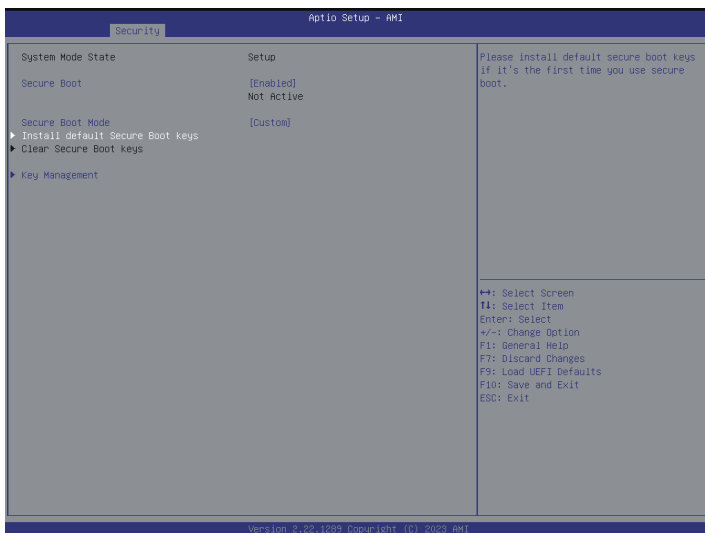 Aptio Setup – AMI
Security
System Mode State Setup
Secure Boot [Enabled]
Not Active
Secure Boot Mode [Custom]
Install default Secure Boot keys
Clear Secure Boot keys
Key Management
Please install default secure boot keys
if it's the first time you use secure
boot.
↔: Select Screen
↑↓: Select Item
Enter: Select
+/-: Change Option
F1: General Help
F7: Discard Changes
F9: Load UEFI Defaults
F10: Save and Exit
ESC: Exit
Version 2.22.1289 Copyright (C) 2023 AMI